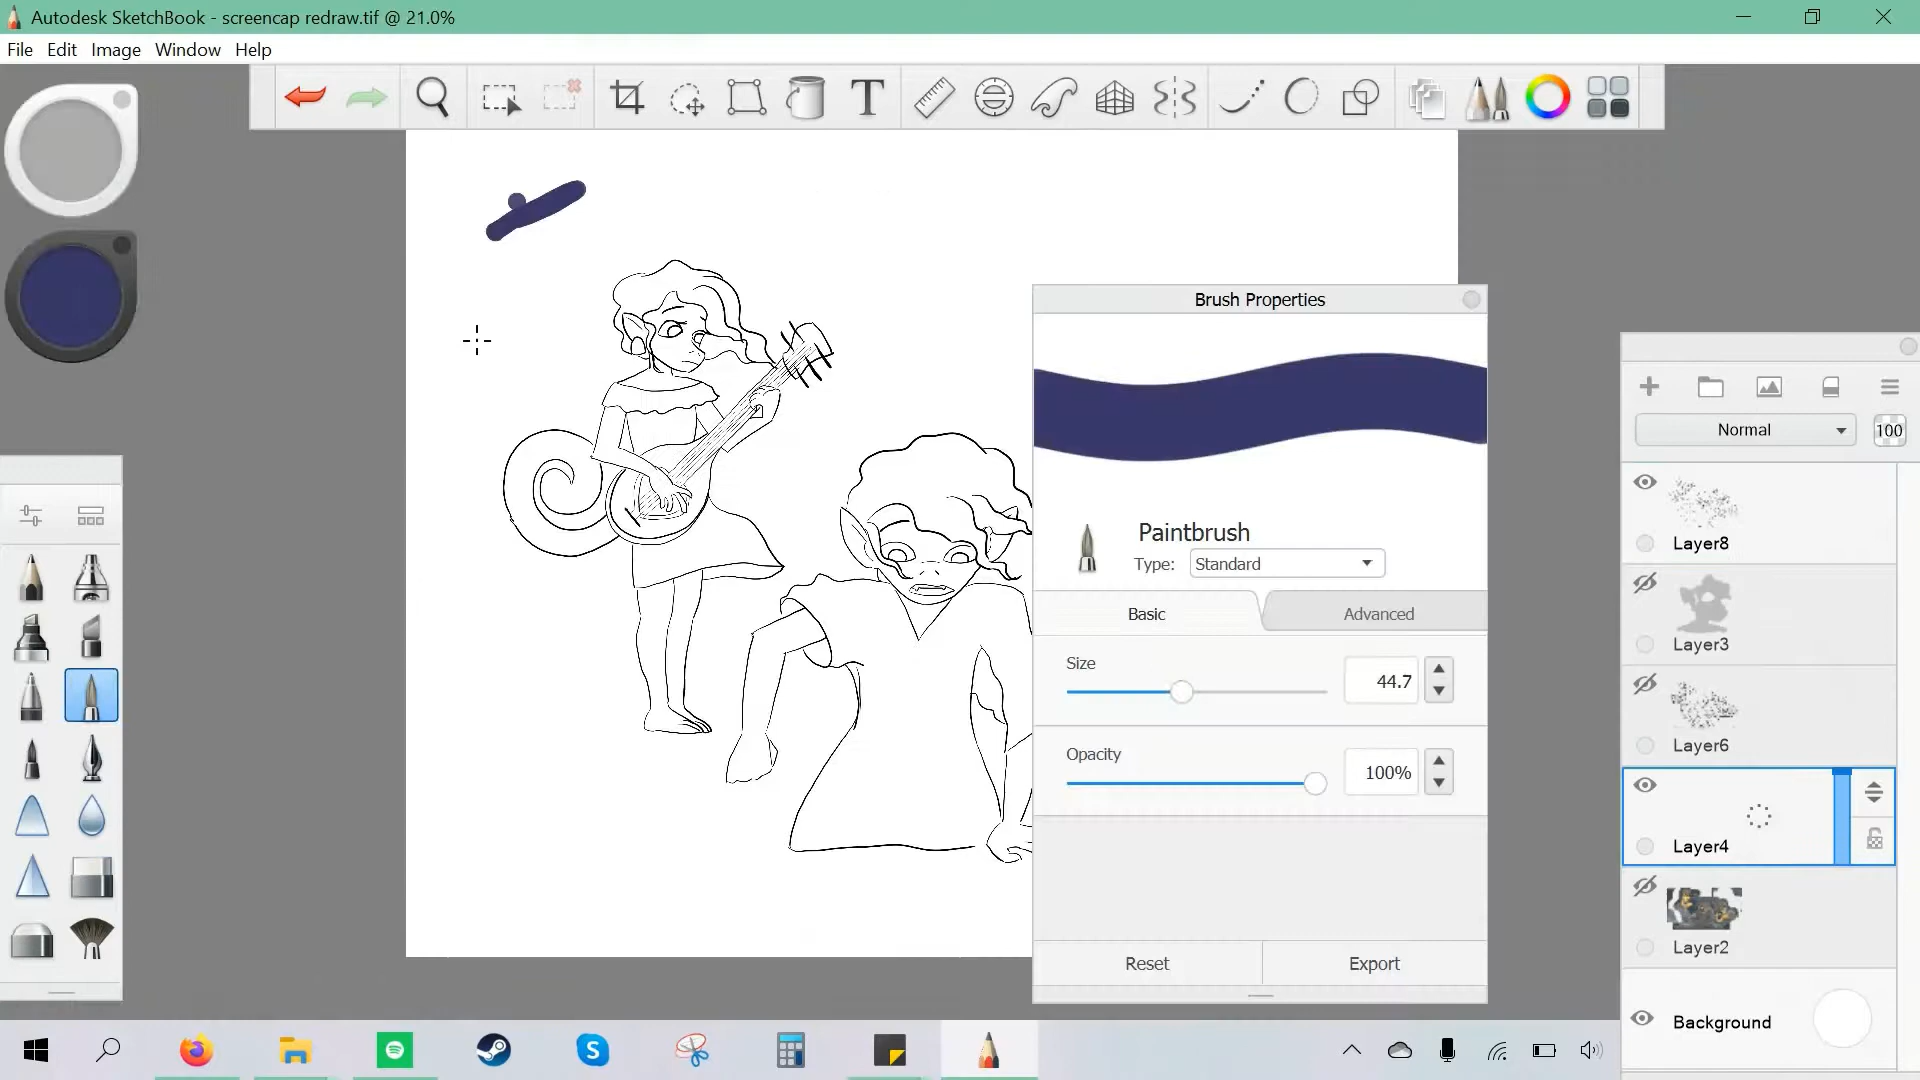 Autodesk SketchBook - screencap redraw.tif @ 21.0%
File Edit Image Window Help
T
Brush Properties
Paintbrush
Type: Standard
Basic Advanced
Size
44.7
Opacity
100%
Reset Export
Normal 100
Layer8
Layer3
Layer6
Layer4
Layer2
Background